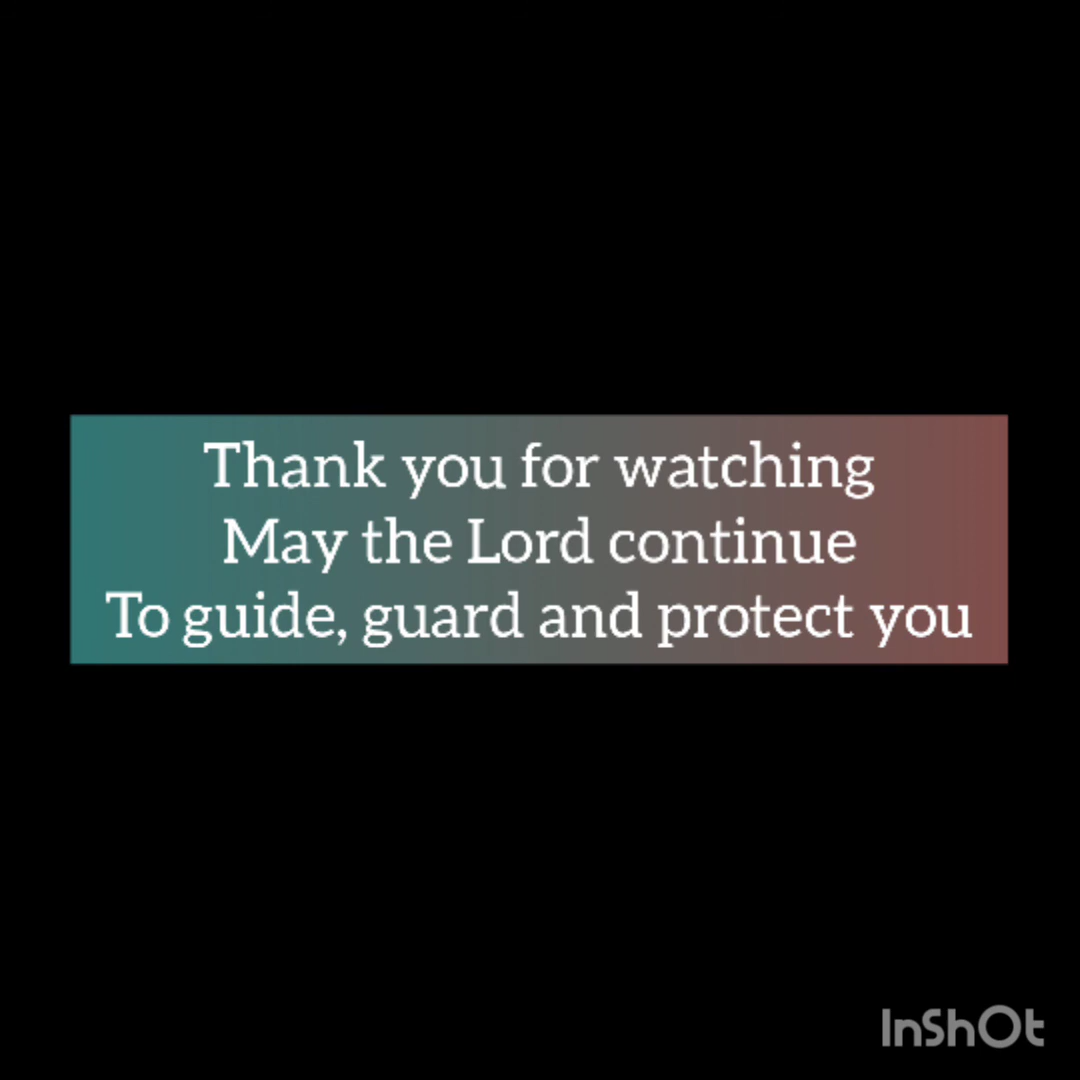 Thank you for watching
May the Lord continue
To guide, guard and protect you
InShOt